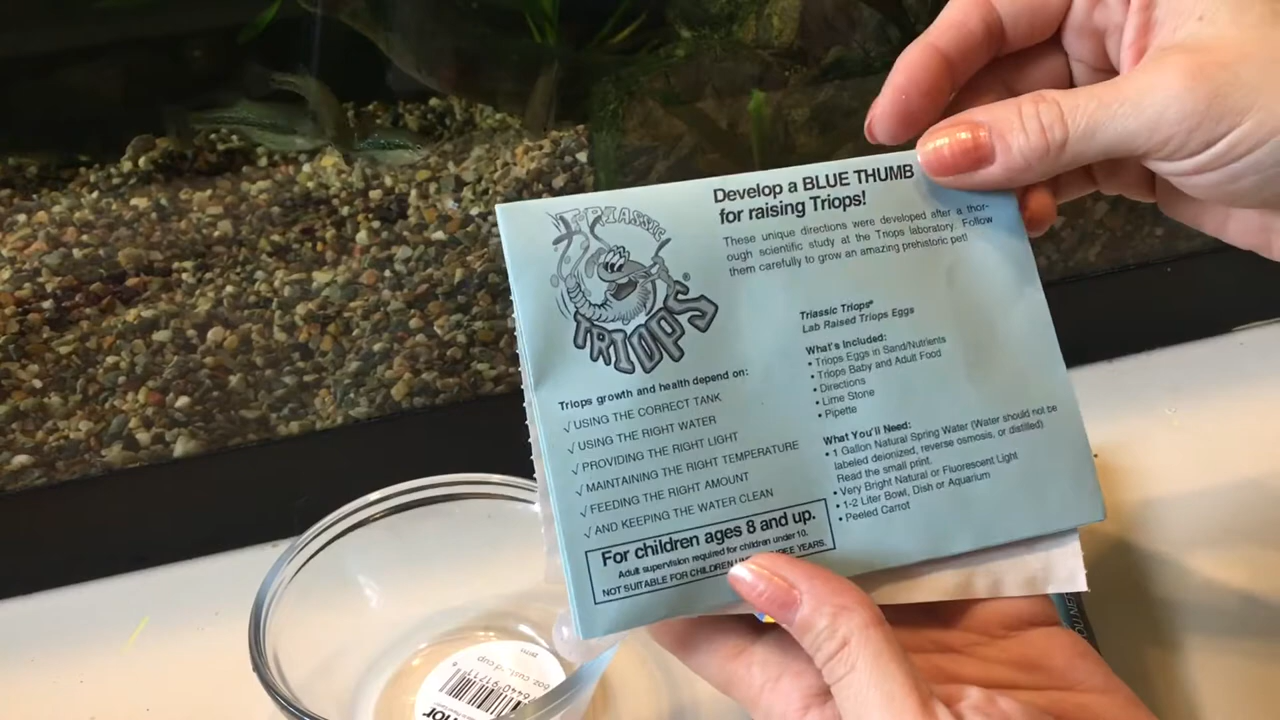 Develop a BLUE THUMB
for raising Triops!
These unique directions were developed after a thor-
ough scientific study at the Triops laboratory. Follow
them carefully to grow an amazing prehistoric pet!
TRIASSIC
TRIOPS®
Triops growth and health depend on:
√ USING THE CORRECT TANK
√ USING THE RIGHT WATER
√ PROVIDING THE RIGHT LIGHT
√ MAINTAINING THE RIGHT TEMPERATURE
√ FEEDING THE RIGHT AMOUNT
√ AND KEEPING THE WATER CLEAN
For children ages 8 and up.
Adult supervision required for children under 10.
NOT SUITABLE FOR CHILDREN YEARS.
Triassic Triops®
Lab Raised Triops Eggs
What's Included:
• Triops Eggs in Sand/Nutrients
• Triops Baby and Adult Food
• Directions
• Lime Stone
• Pipette
What You'll Need:
• 1 Gallon Natural Spring Water (Water should not be
labeled deionized, reverse osmosis, or distilled)
Read the small print.
• Very Bright Natural or Fluorescent Light
• 1-2 Liter Bowl, Dish or Aquarium
• Peeled Carrot